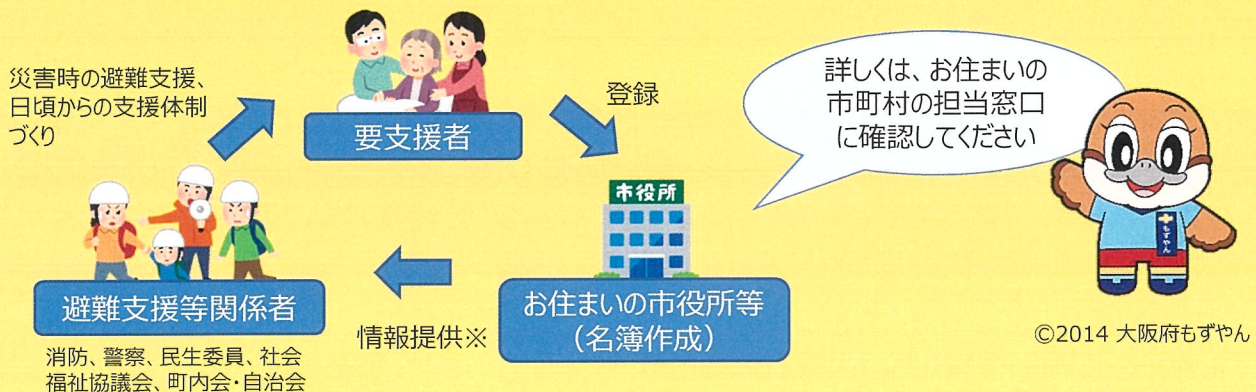 災害時の避難支援、
日頃からの支援体制
づくり
要支援者
登録
詳しくは、お住まいの
市町村の担当窓口
に確認してください
市役所
もずやん
避難支援等関係者
情報提供※
お住まいの市役所等
（名簿作成）
©2014 大阪府もずやん
消防、警察、民生委員、社会
福祉協議会、町内会・自治会